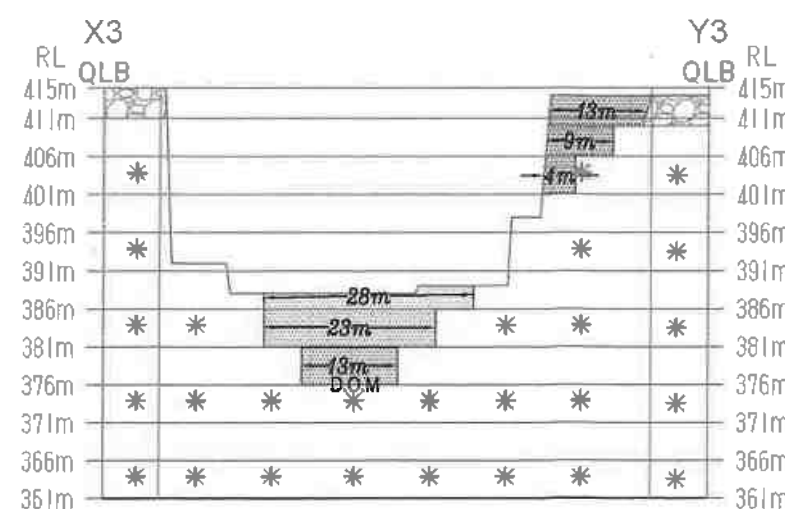 X3 Y3
RL QLB QLB RL
415m 415m
13m
411m 411m
9m
406m 406m
4m
401m 401m
396m 396m
391m 391m
28m
386m 386m
23m
381m 381m
13m
D.O.M
376m 376m
371m 371m
366m 366m
361m 361m